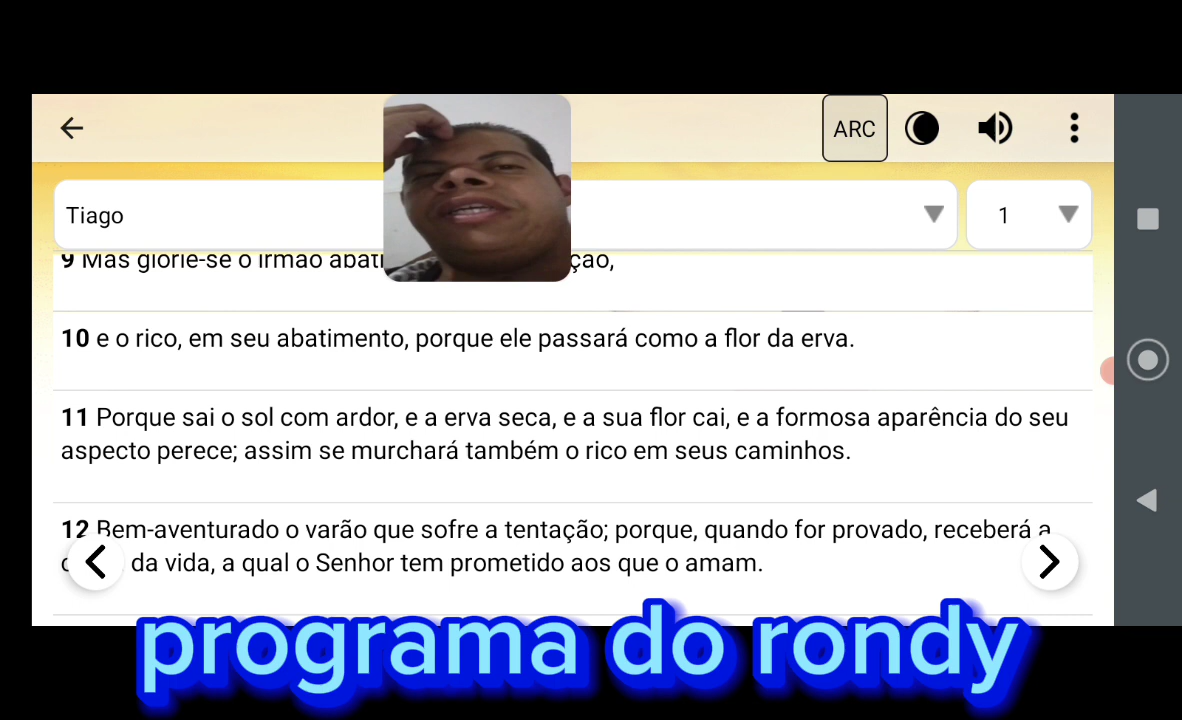 ARC
Tiago
1
9 Mas glorie-se o irmão
10 e o rico, em seu abatimento, porque ele passará como a flor da erva.
11 Porque sai o sol com ardor, e a erva seca, e a sua flor cai, e a formosa aparência do seu
aspecto perece; assim se murchará também o rico em seus caminhos.
12 Bem-aventurado o varão que sofre a tentação; porque, quando for provado, receberá a
da vida, a qual o Senhor tem prometido aos que o amam.
programa do rondy